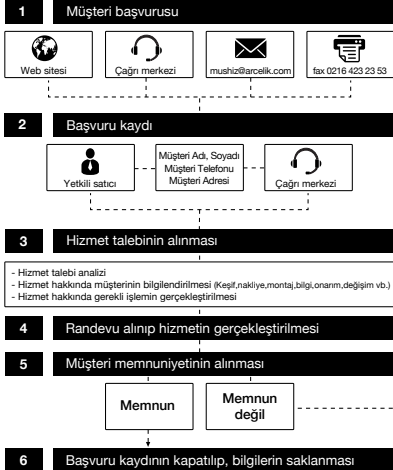 1 Müşteri başvurusu
Web sitesi
Çağrı merkezi
mushiz@arcelik.com
fax 0216 423 23 53
2 Başvuru kaydı
Yetkili satıcı
Müşteri Adı, Soyadı
Müşteri Telefonu
Müşteri Adresi
Çağrı merkezi
3 Hizmet talebinin alınması
- Hizmet talebi analizi
- Hizmet hakkında müşterinin bilgilendirilmesi (Keşif,nakliye,montaj,bilgi,onarım,değişim vb.)
- Hizmet hakkında gerekli işlemin gerçekleştirilmesi
4 Randevu alınıp hizmetin gerçekleştirilmesi
5 Müşteri memnuniyetinin alınması
Memnun
Memnun
değil
6 Başvuru kaydının kapatılıp, bilgilerin saklanması